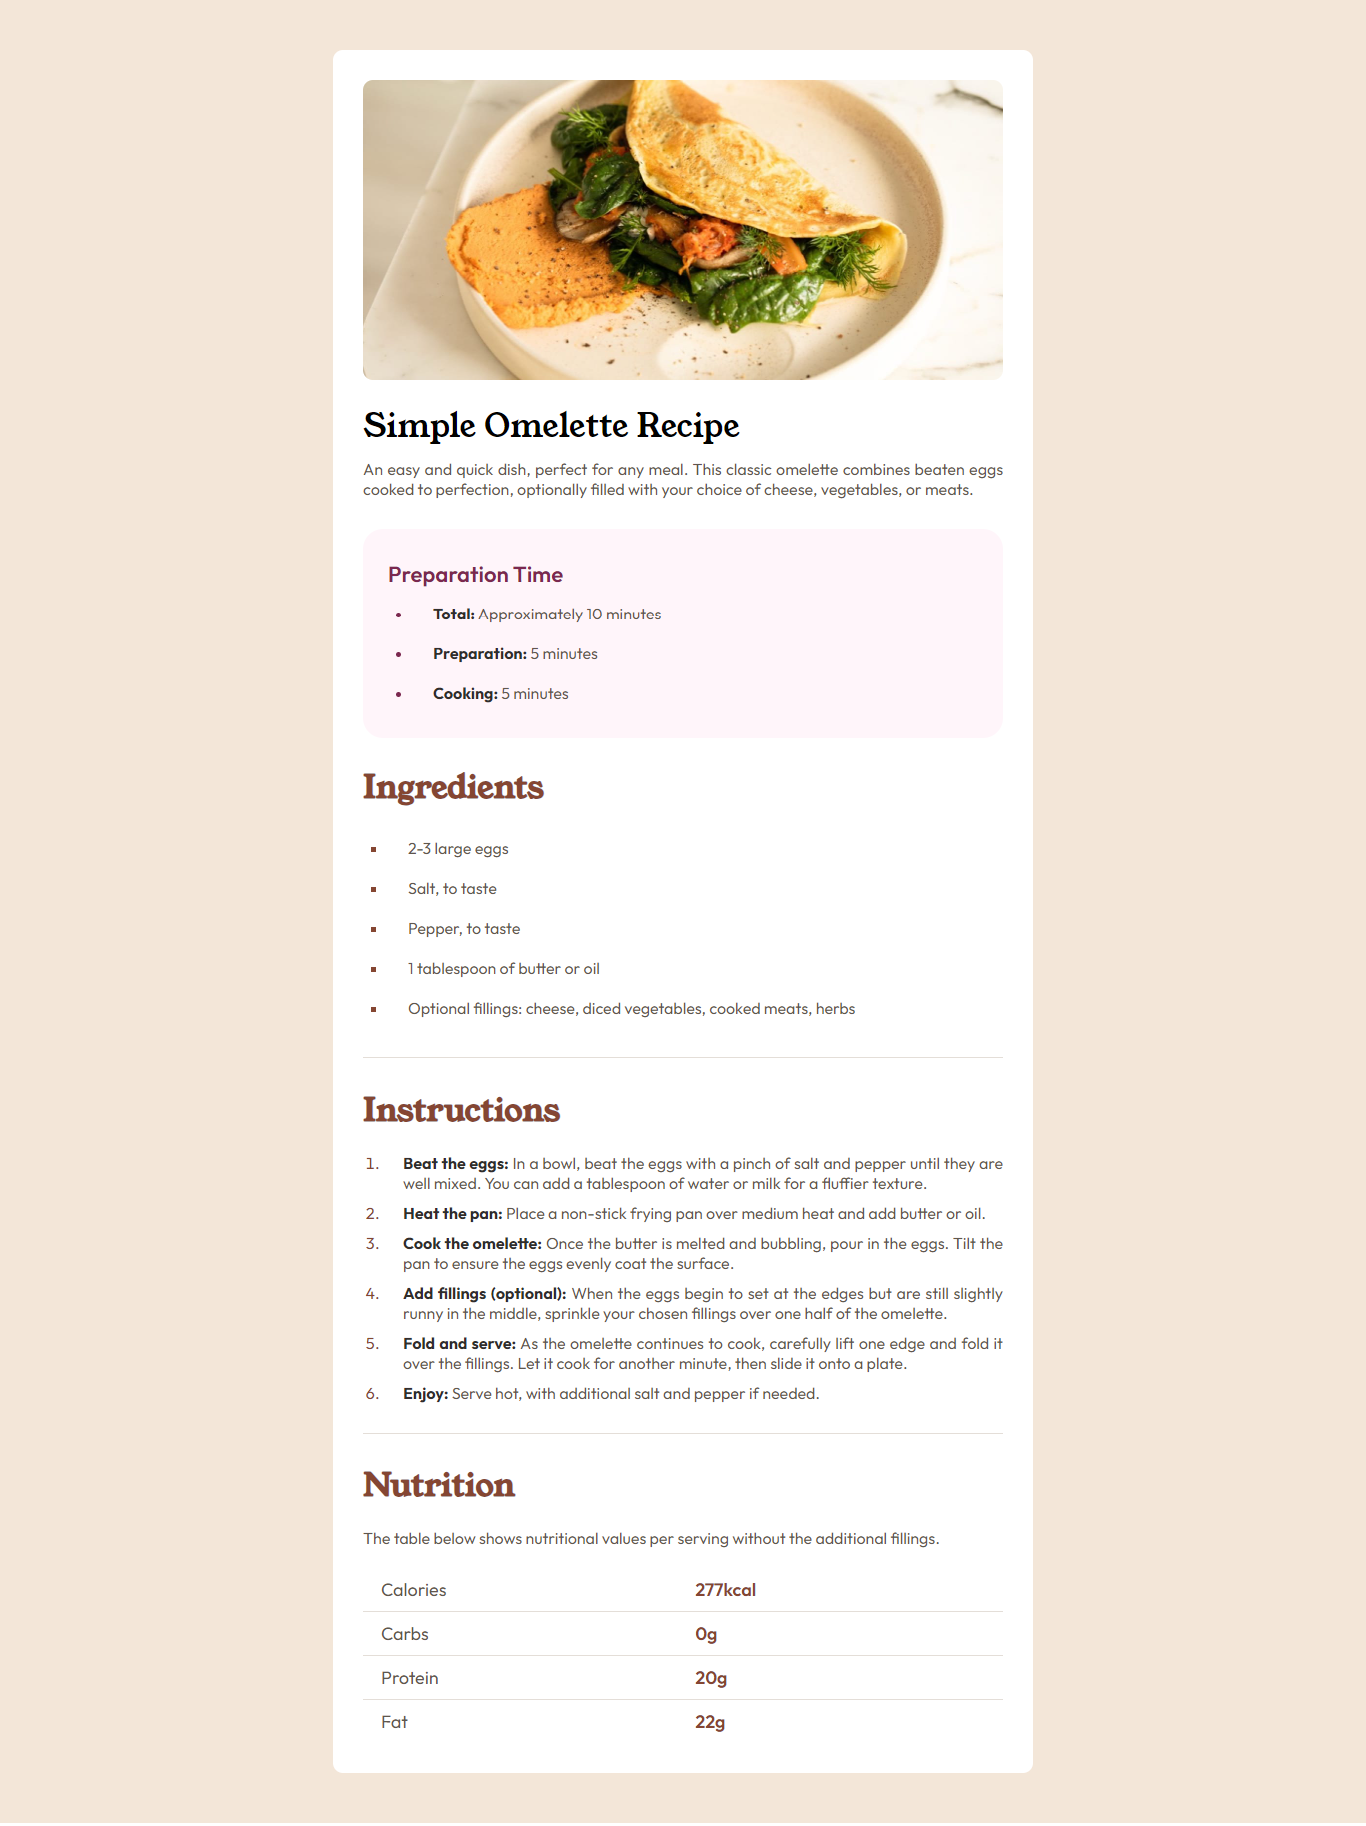 Simple Omelette Recipe
An easy and quick dish, perfect for any meal. This classic omelette combines beaten eggs
cooked to perfection, optionally filled with your choice of cheese, vegetables, or meats.
Preparation Time
• Total: Approximately 10 minutes
• Preparation: 5 minutes
• Cooking: 5 minutes
Ingredients
▪ 2-3 large eggs
▪ Salt, to taste
▪ Pepper, to taste
▪ 1 tablespoon of butter or oil
▪ Optional fillings: cheese, diced vegetables, cooked meats, herbs
Instructions
1. Beat the eggs: In a bowl, beat the eggs with a pinch of salt and pepper until they are
well mixed. You can add a tablespoon of water or milk for a fluffier texture.
2. Heat the pan: Place a non-stick frying pan over medium heat and add butter or oil.
3. Cook the omelette: Once the butter is melted and bubbling, pour in the eggs. Tilt the
pan to ensure the eggs evenly coat the surface.
4. Add fillings (optional): When the eggs begin to set at the edges but are still slightly
runny in the middle, sprinkle your chosen fillings over one half of the omelette.
5. Fold and serve: As the omelette continues to cook, carefully lift one edge and fold it
over the fillings. Let it cook for another minute, then slide it onto a plate.
6. Enjoy: Serve hot, with additional salt and pepper if needed.
Nutrition
The table below shows nutritional values per serving without the additional fillings.
Calories 277kcal
Carbs 0g
Protein 20g
Fat 22g